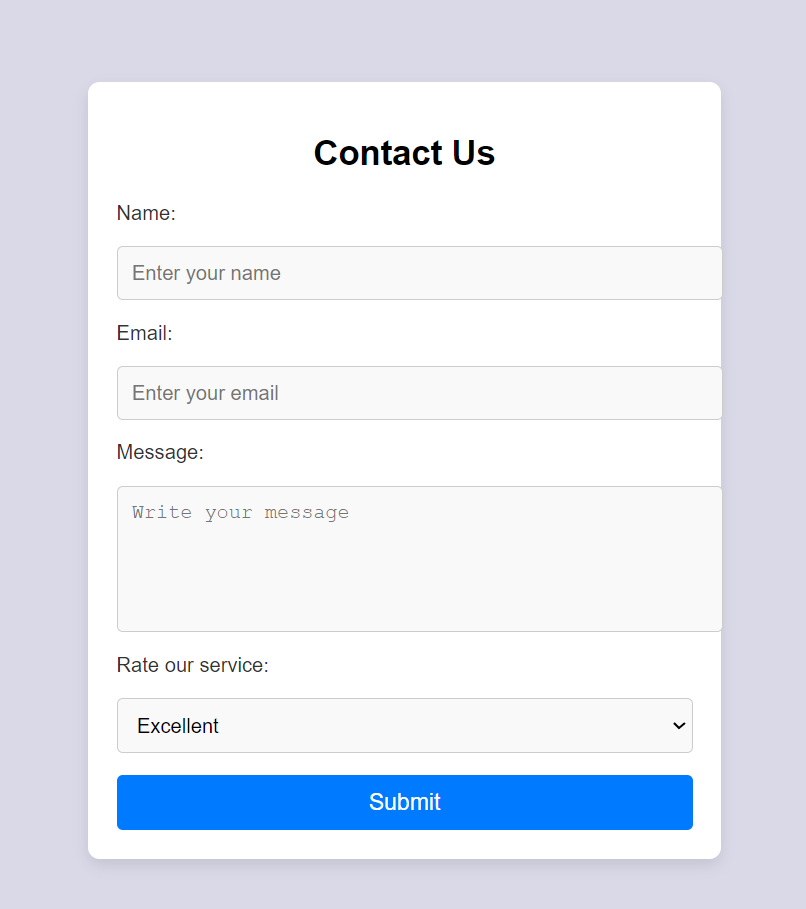 Contact Us
Name:
Enter your name
Email:
Enter your email
Message:
Write your message
Rate our service:
Excellent
Submit